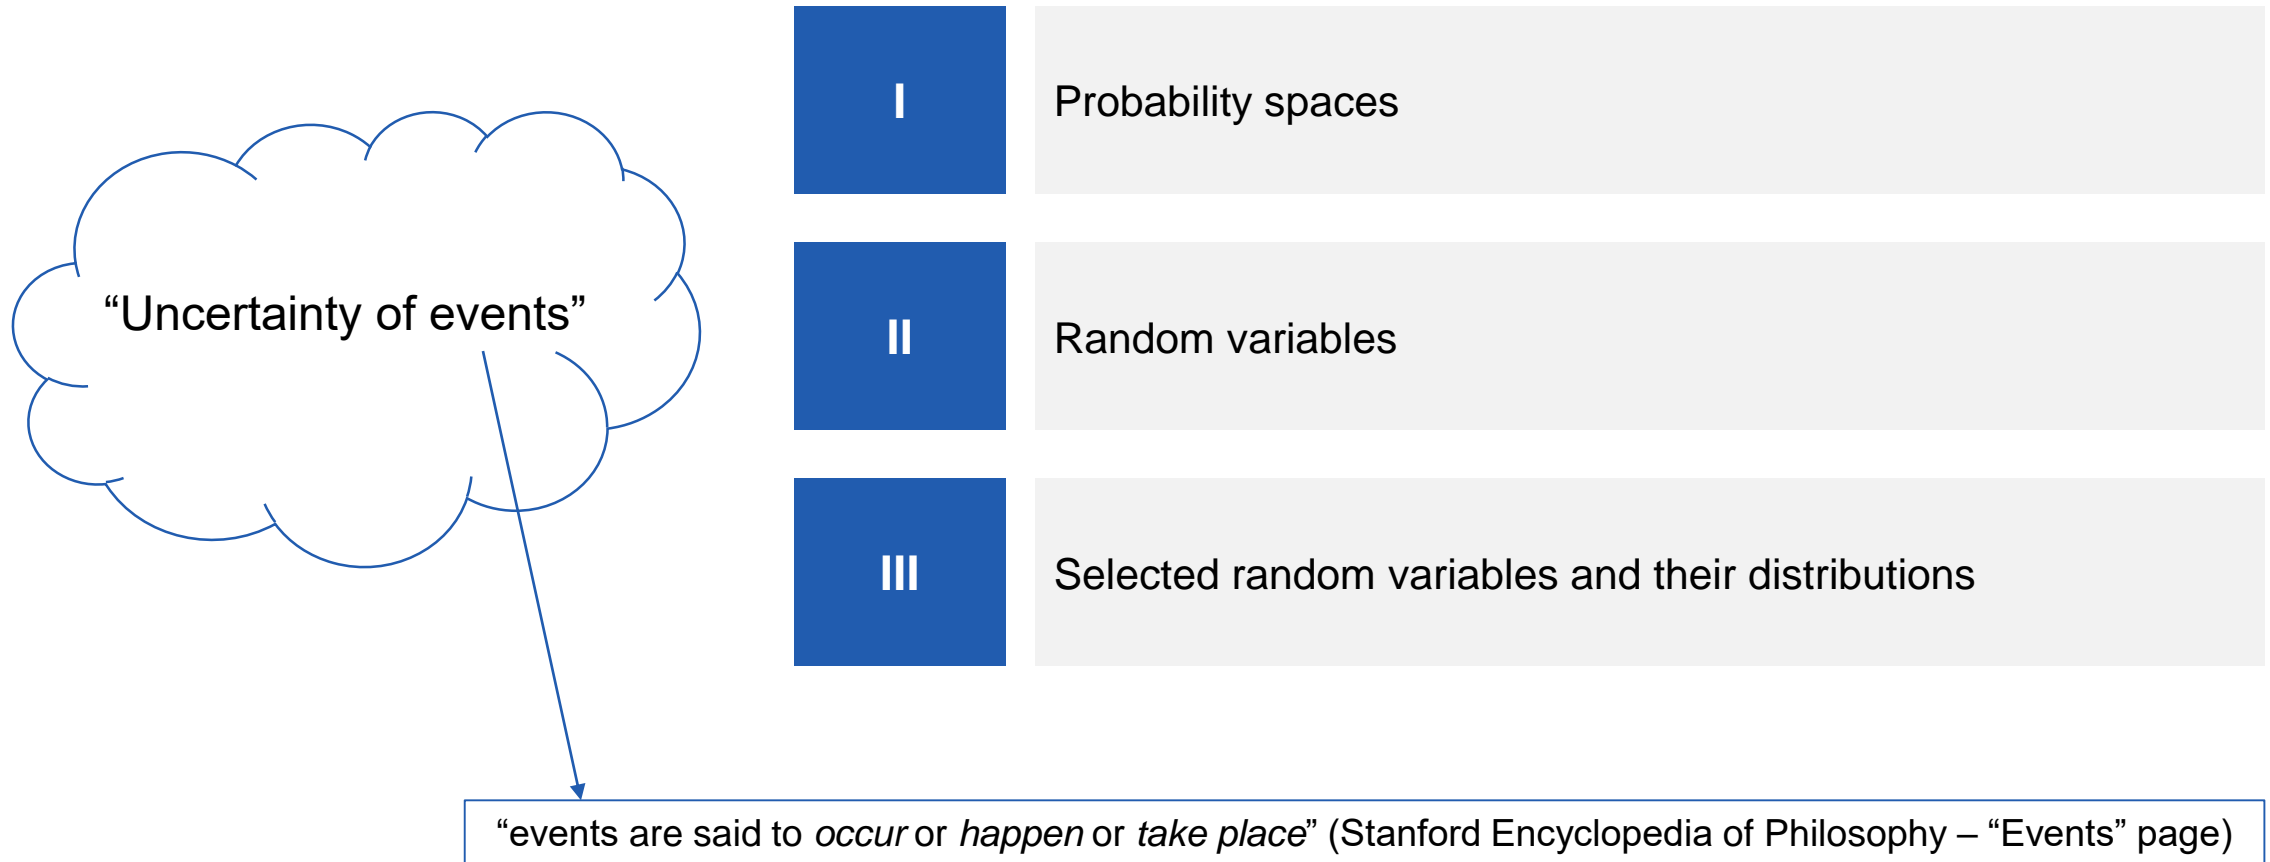 “Uncertainty of events”
I
Probability spaces
II
Random variables
III
Selected random variables and their distributions
“events are said to occur or happen or take place” (Stanford Encyclopedia of Philosophy – “Events” page)